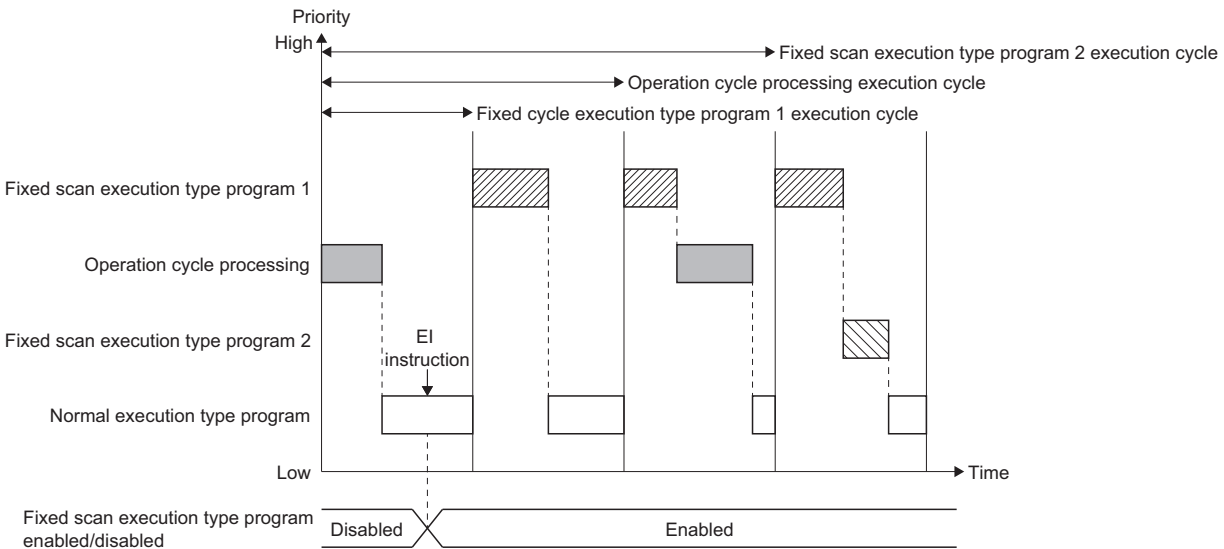 Priority
High
Fixed scan execution type program 2 execution cycle
Operation cycle processing execution cycle
Fixed cycle execution type program 1 execution cycle
Fixed scan execution type program 1
Operation cycle processing
Fixed scan execution type program 2
EI
instruction
Normal execution type program
Low
Time
Fixed scan execution type program
enabled/disabled
Disabled
Enabled